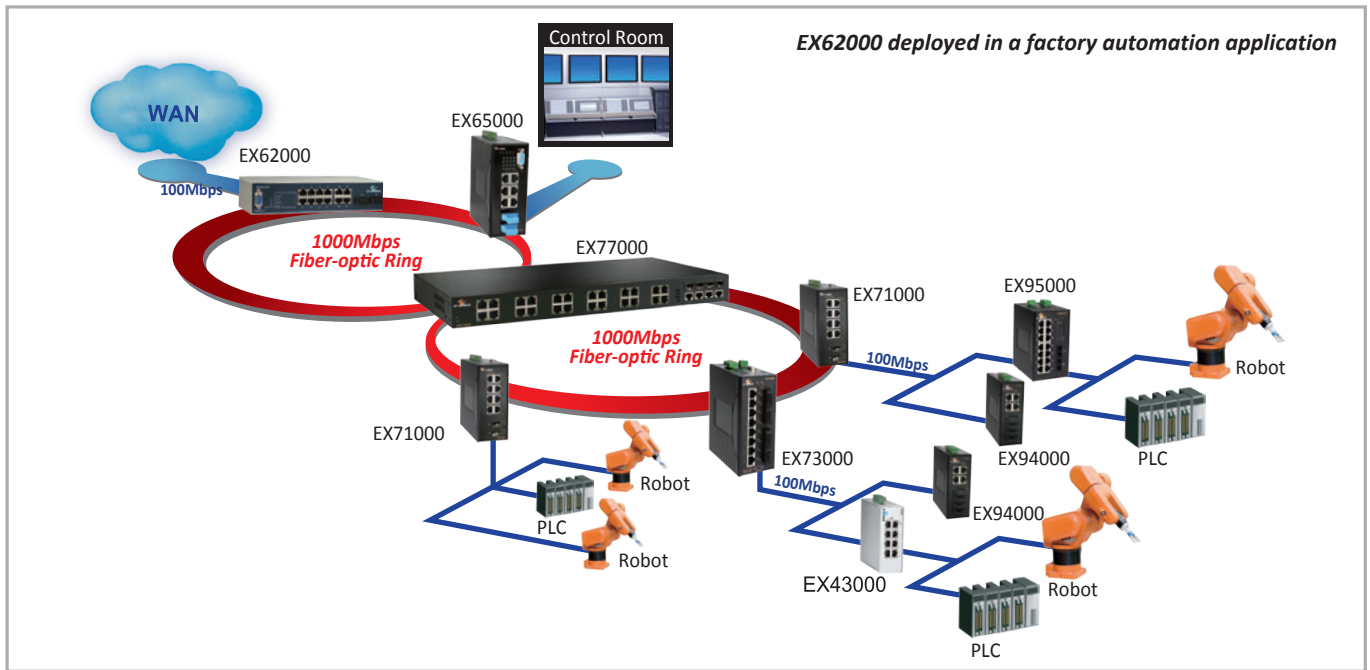 EX62000 deployed in a factory automation application
Control Room
WAN
EX65000
EX62000
100Mbps
1000Mbps
Fiber-optic Ring
EX77000
EX71000
EX95000
1000Mbps
Fiber-optic Ring
100Mbps
Robot
EX71000
EX73000
EX94000
PLC
100Mbps
Robot
EX94000
PLC
Robot
EX43000
Robot
PLC